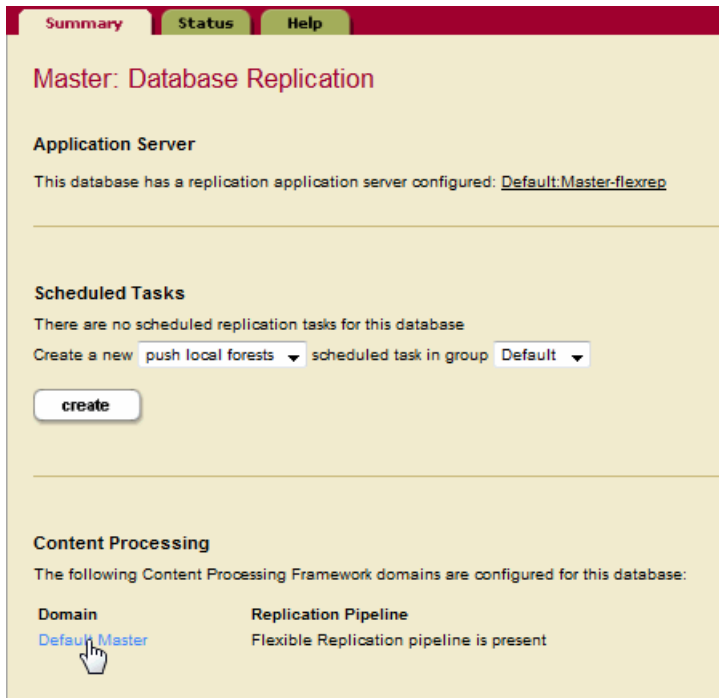 Summary Status Help
Master: Database Replication
Application Server
This database has a replication application server configured: Default:Master-flexrep
Scheduled Tasks
There are no scheduled replication tasks for this database
Create a new push local forests scheduled task in group Default
create
Content Processing
The following Content Processing Framework domains are configured for this database:
Domain Replication Pipeline
Default Master Flexible Replication pipeline is present